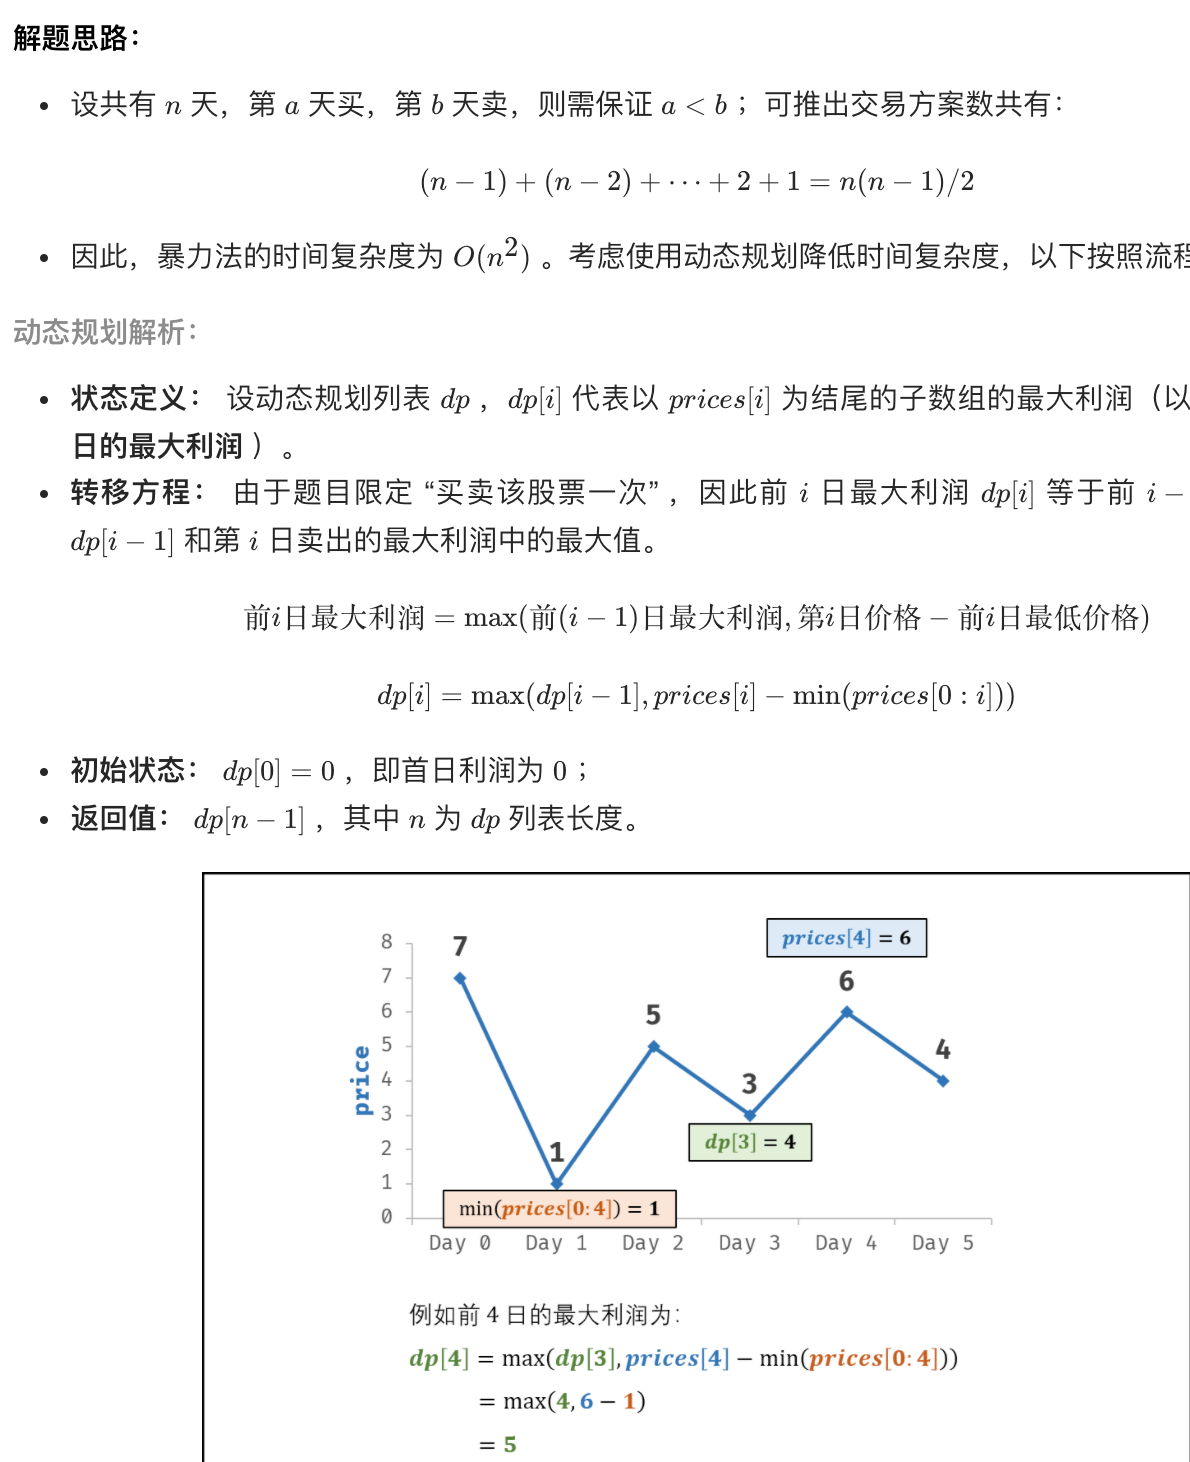 解题思路：
• 设共有 n 天，第 a 天买，第 b 天卖，则需保证 a < b ；可推出交易方案数共有：
(n − 1) + (n − 2) + ··· + 2 + 1 = n(n − 1)/2
• 因此，暴力法的时间复杂度为 O(n²) 。考虑使用动态规划降低时间复杂度，以下按照流程
动态规划解析：
• 状态定义： 设动态规划列表 dp ，dp[i] 代表以 prices[i] 为结尾的子数组的最大利润（以
日的最大利润 ）。
• 转移方程： 由于题目限定 “买卖该股票一次” ，因此前 i 日最大利润 dp[i] 等于前 i −
dp[i − 1] 和第 i 日卖出的最大利润中的最大值。
前i日最大利润 = max(前(i − 1)日最大利润, 第i日价格 − 前i日最低价格)
dp[i] = max(dp[i − 1], prices[i] − min(prices[0 : i]))
• 初始状态： dp[0] = 0 ，即首日利润为 0 ；
• 返回值： dp[n − 1] ，其中 n 为 dp 列表长度。
prices[4] = 6
8
7
6
5
4
3
2
1
0
price
7
1
5
3
6
4
dp[3] = 4
min(prices[0:4]) = 1
Day 0 Day 1 Day 2 Day 3 Day 4 Day 5
例如前 4 日的最大利润为：
dp[4] = max(dp[3], prices[4] − min(prices[0:4]))
= max(4, 6 − 1)
= 5